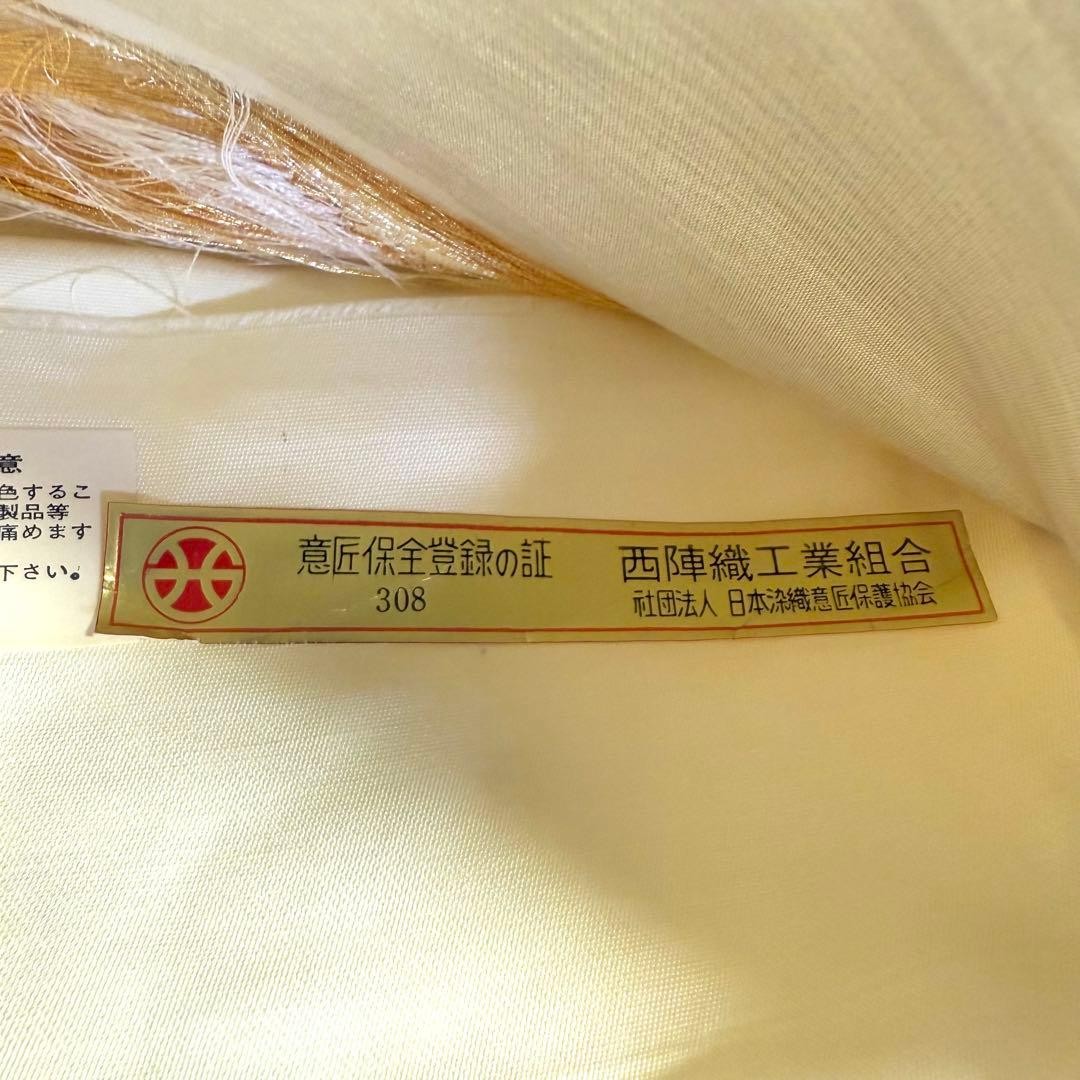 意
色するこ
製品等
痛めます
下さい。
意匠保全登録の証
308
西陣織工業組合
社団法人 日本染織意匠保護協会